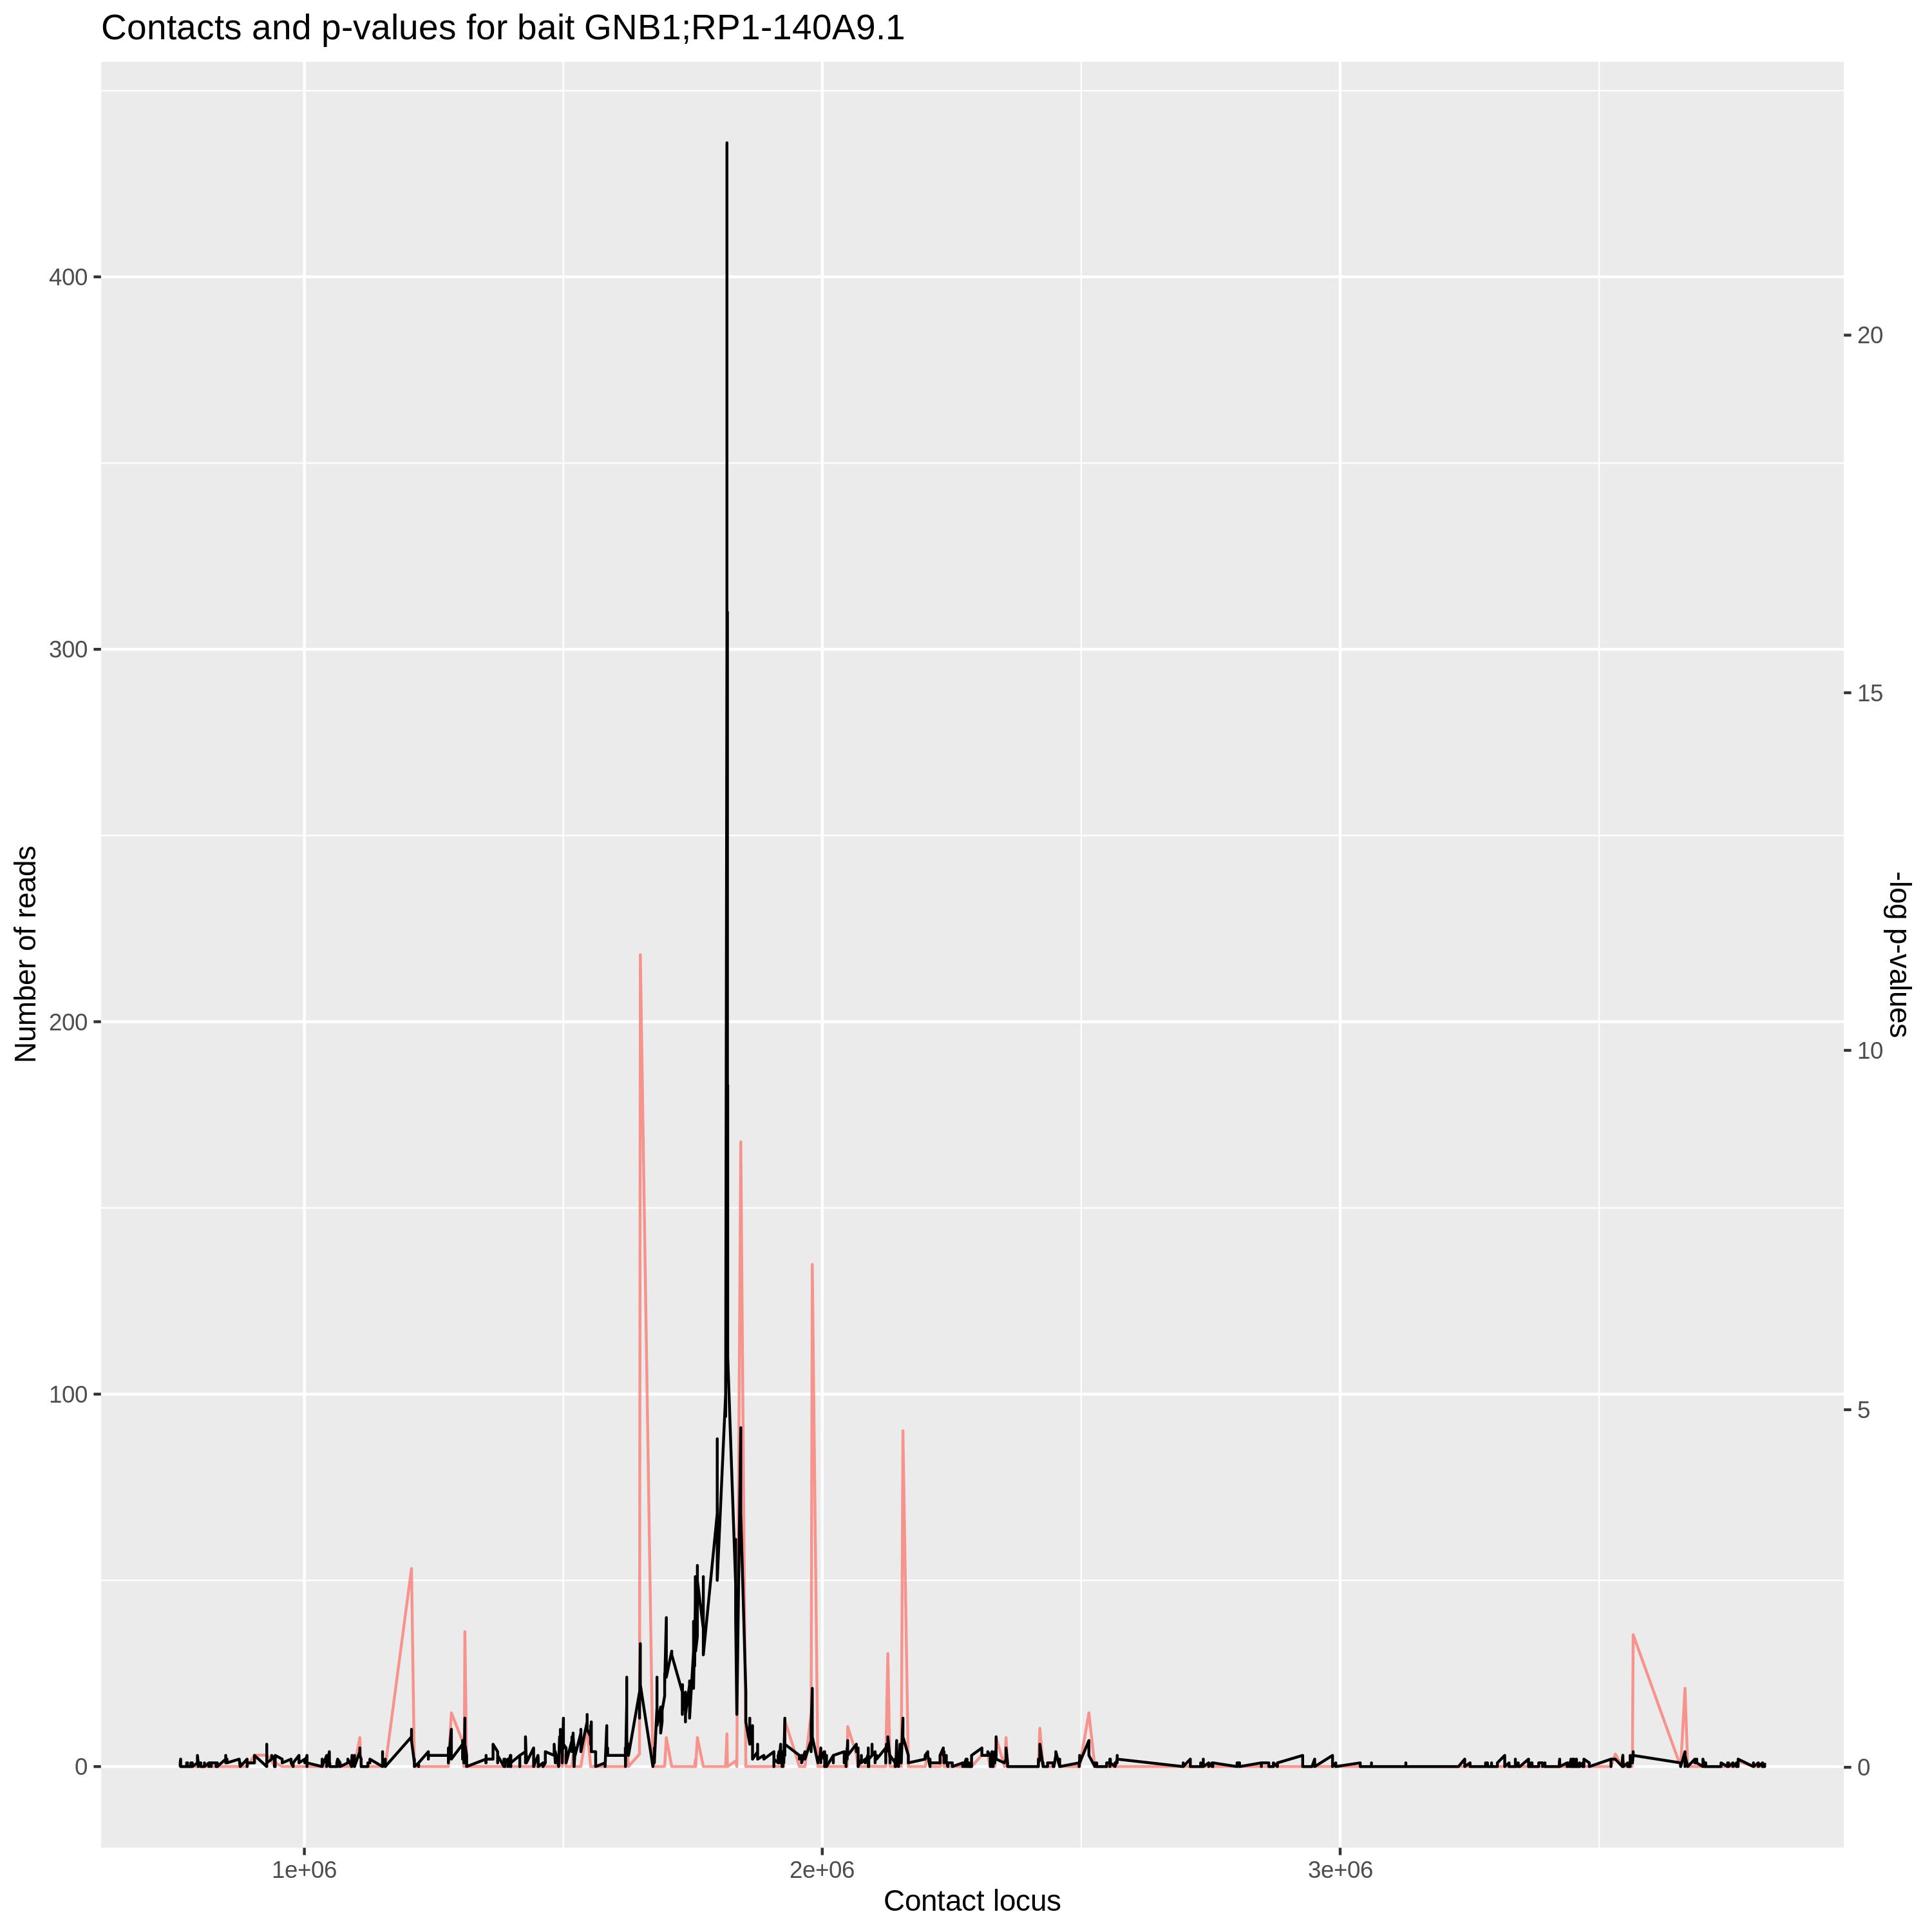 Contacts and p-values for bait GNB1;RP1-140A9.1
400
300
200
100
0
Number of reads
20
15
10
5
0
-log p-values
1e+06
2e+06
3e+06
Contact locus